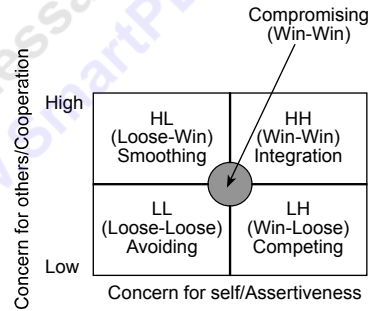 Compromising
(Win-Win)
Concern for others/Cooperation
High
HL
(Loose-Win)
Smoothing
HH
(Win-Win)
Integration
LL
(Loose-Loose)
Avoiding
LH
(Win-Loose)
Competing
Low
Concern for self/Assertiveness